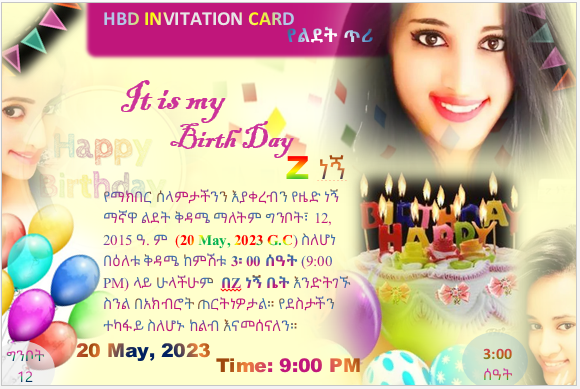 HBD INVITATION CARD
የልደት ጥሪ
It is my
Birth Day
Z ነኝ
Happy
Birthday
የማከበር ሰላምታችንን እያቀረብን የዜድ ነኝ
ማኛዋ ልደት ቅዳሜ ማለትም ግንቦት፣ 12,
2015 ዓ. ም (20 May, 2023 G.C) ስለሆነ
በዕለቱ ቅዳሜ ከምሽቱ 3፡ 00 ሰዓት (9:00
PM) ላይ ሁላችሁም በZ ነኝ ቤት እንድትገኙ
ስንል በአክብሮት ጠርትነዎታል። የደስታችን
ተካፋይ ስለሆኑ ከልብ እናመሰናለን።
BIRTHDAY
HAPPY
ግንቦት
12
20 May, 2023
Time: 9:00 PM
3:00
ሰዓት